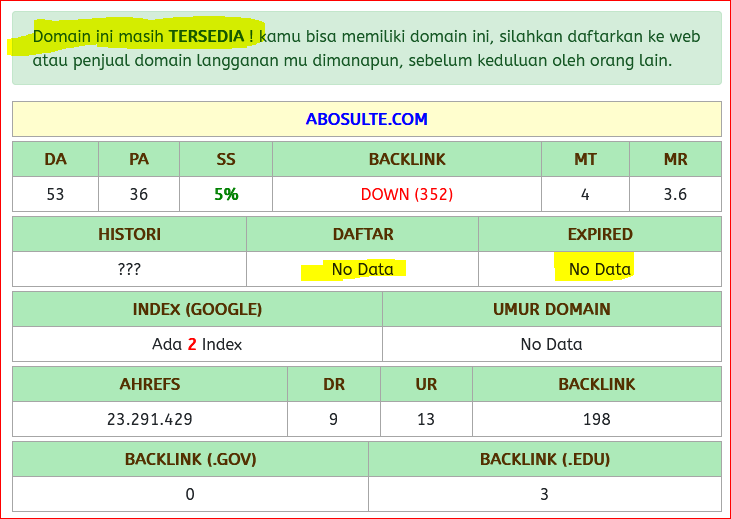 Domain ini masih TERSEDIA ! kamu bisa memiliki domain ini, silahkan daftarkan ke web
atau penjual domain langganan mu dimanapun, sebelum keduluan oleh orang lain.
ABOSULTE.COM
DA PA SS BACKLINK MT MR
53 36 5% DOWN (352) 4 3.6
HISTORI DAFTAR EXPIRED
??? No Data No Data
INDEX (GOOGLE) UMUR DOMAIN
Ada 2 Index No Data
AHREFS DR UR BACKLINK
23.291.429 9 13 198
BACKLINK (.GOV) BACKLINK (.EDU)
0 3